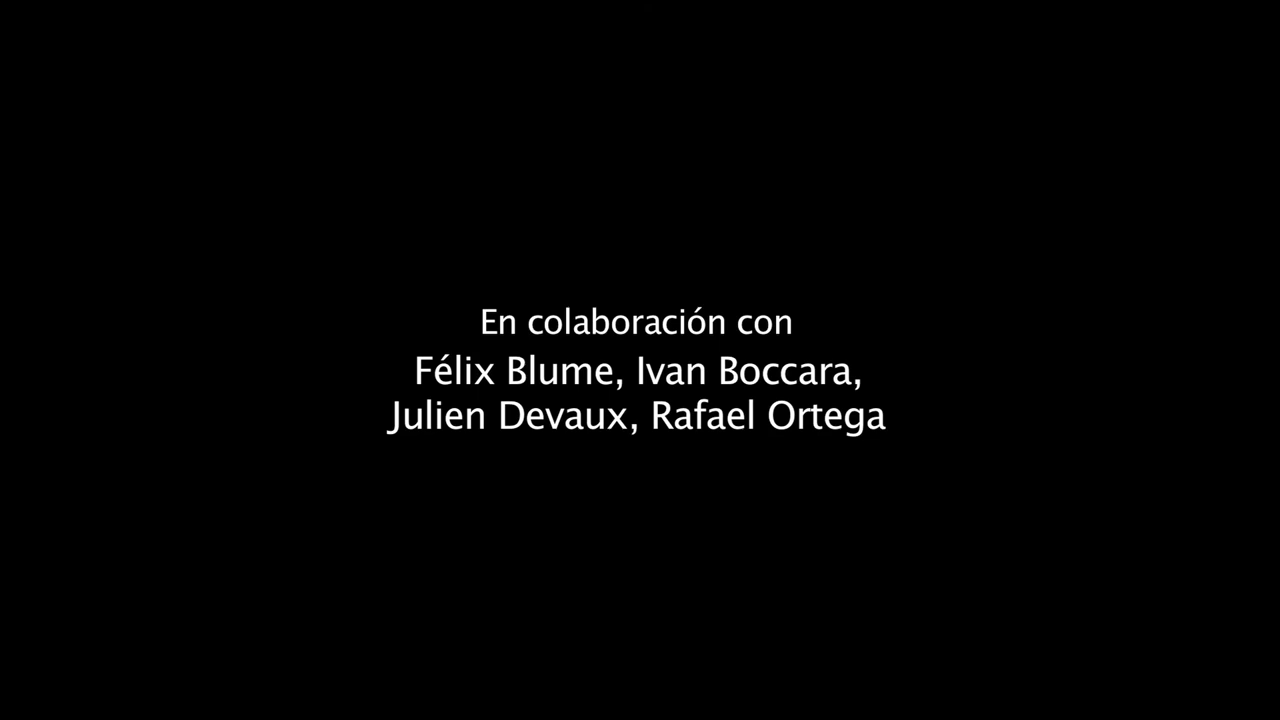 En colaboración con
Félix Blume, Ivan Boccara,
Julien Devaux, Rafael Ortega